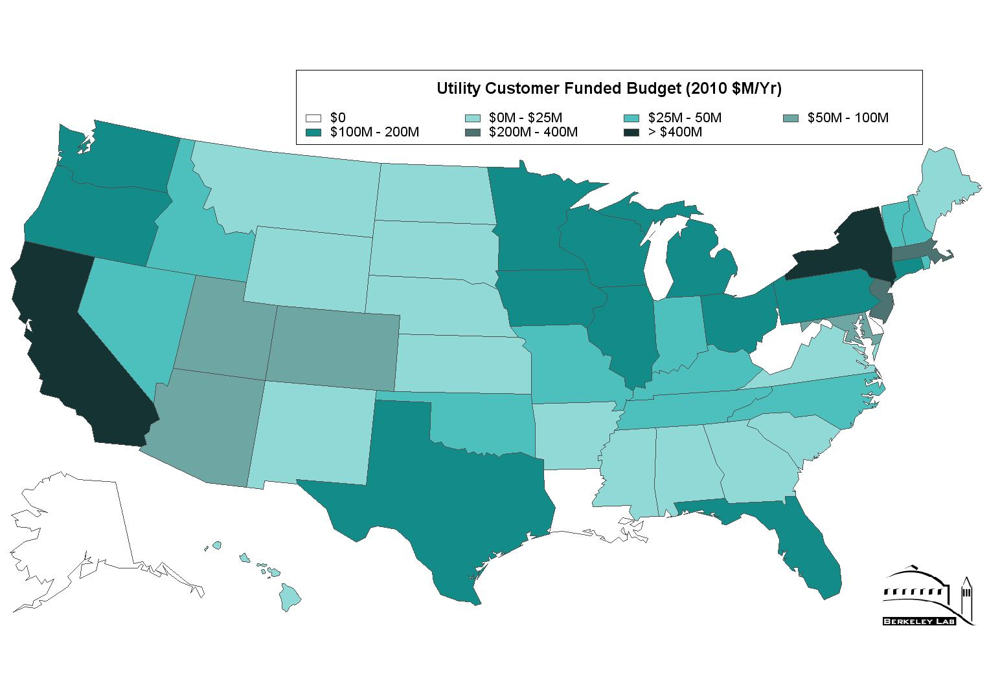 Utility Customer Funded Budget (2010 $M/Yr)
$0 $0M - $25M $25M - 50M $50M - 100M
$100M - 200M $200M - 400M > $400M
BERKELEY LAB